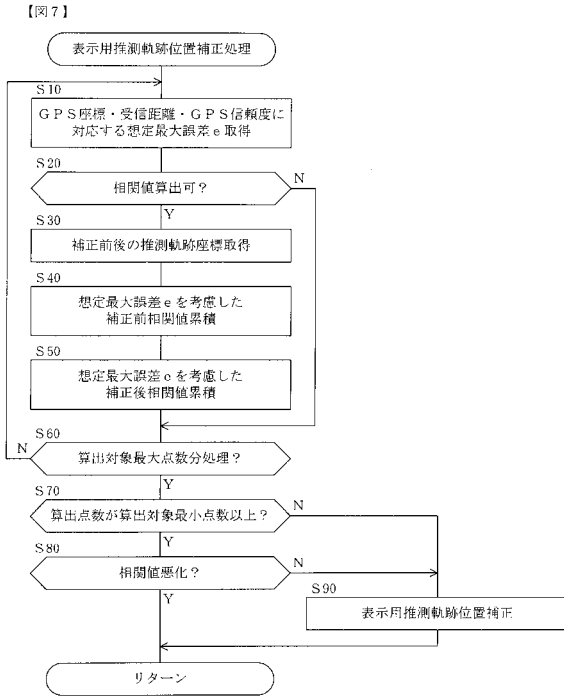 【図７】
表示用推測軌跡位置補正処理
Ｓ10
ＧＰＳ座標・受信距離・ＧＰＳ信頼度に
対応する想定最大誤差ｅ取得
Ｓ20
相関値算出可？
Ｎ
Ｙ
Ｓ30
補正前後の推測軌跡座標取得
Ｓ40
想定最大誤差ｅを考慮した
補正前相関値累積
Ｓ50
想定最大誤差ｅを考慮した
補正後相関値累積
Ｓ60
Ｎ
算出対象最大点数分処理？
Ｙ
Ｓ70
算出点数が算出対象最小点数以上？
Ｎ
Ｙ
Ｓ80
相関値悪化？
Ｎ
Ｙ
Ｓ90
表示用推測軌跡位置補正
リターン